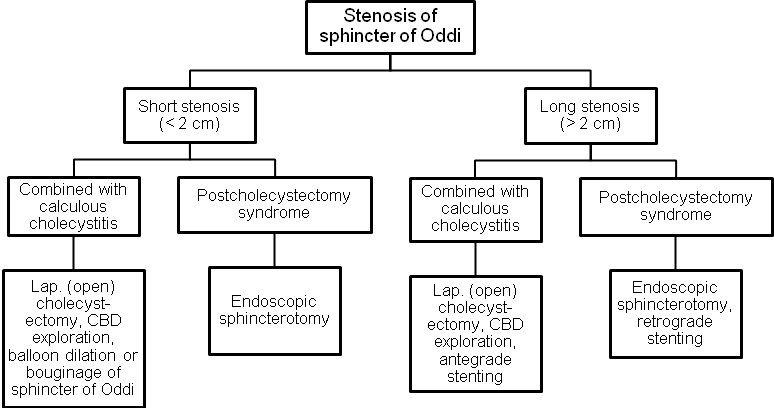 Stenosis of
sphincter of Oddi
Short stenosis
(< 2 cm)
Long stenosis
(> 2 cm)
Combined with
calculous
cholecystitis
Postcholecystectomy
syndrome
Combined with
calculous
cholecystitis
Postcholecystectomy
syndrome
Lap. (open)
cholecyst-
ectomy, CBD
exploration,
balloon dilation or
bouginage of
sphincter of Oddi
Endoscopic
sphincterotomy
Lap. (open)
cholecyst-
ectomy, CBD
exploration,
antegrade
stenting
Endoscopic
sphincterotomy,
retrograde
stenting